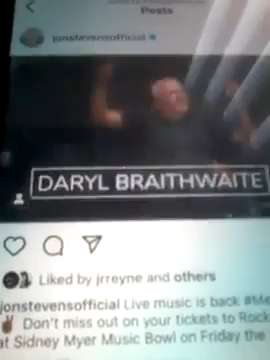 Posts
jonstevensofficial
DARYL BRAITHWAITE
Liked by jrreyne and others
jonstevensofficial Live music is back
Don't miss out on your tickets to Rock
at Sidney Myer Music Bowl on Friday the